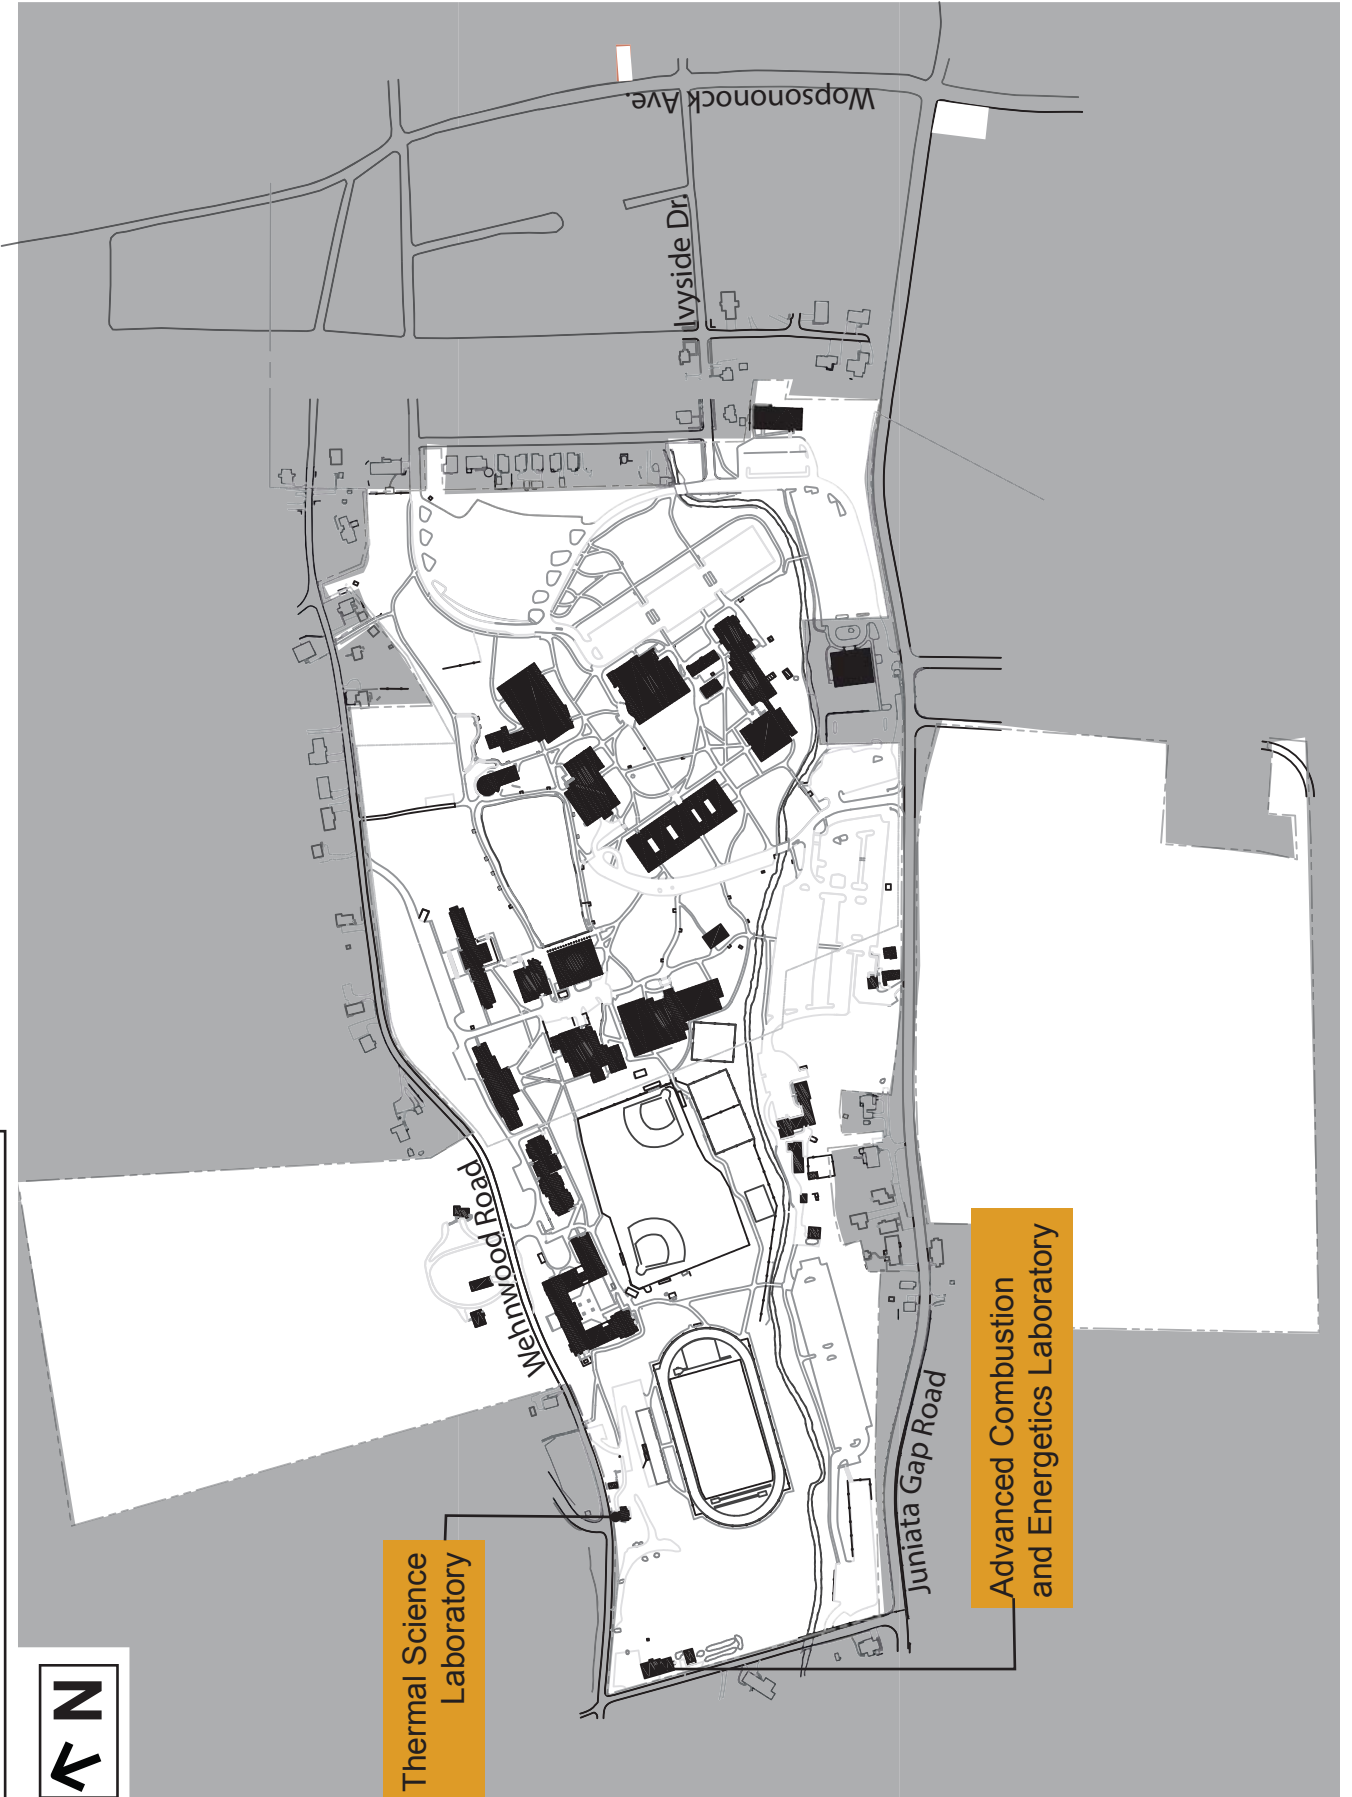 Wopsononock Ave.
Ivyside Dr.
Wehnwood Road
Juniata Gap Road
Thermal Science
Laboratory
Advanced Combustion
and Energetics Laboratory
N